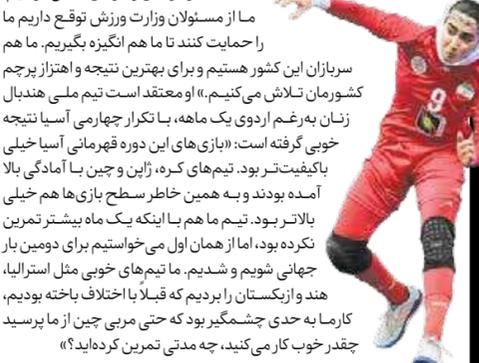 ما از مسئولان وزارت ورزش توقع داریم ما
را حمایت کنند تا ما هم انگیزه بگیریم. ما هم
سربازان این کشور هستیم و برای بهترین نتیجه و اهتزاز پرچم
کشورمان تلاش می‌کنیم.» او معتقد است تیم ملی هندبال
زنان به‌رغم اردوی یک ماهه، با تکرار چهارمی آسیا نتیجه
خوبی گرفته است: «بازی‌های این دوره قهرمانی آسیا خیلی
باکیفیت‌تر بود. تیم‌های کره، ژاپن و چین با آمادگی بالا
آمده بودند و به همین خاطر سطح بازی‌ها هم خیلی
بالاتر بود. تیم ما هم با اینکه یک ماه بیشتر تمرین
نکرده بود، اما از همان اول می‌خواستیم برای دومین بار
جهانی شویم و شدیم. ما تیم‌های خوبی مثل استرالیا،
هند و ازبکستان را بردیم که قبلاً با اختلاف باخته بودیم،
کار ما به حدی چشمگیر بود که حتی مربی چین از ما پرسید
چقدر خوب کار می‌کنید، چه مدتی تمرین کرده‌اید؟»
9